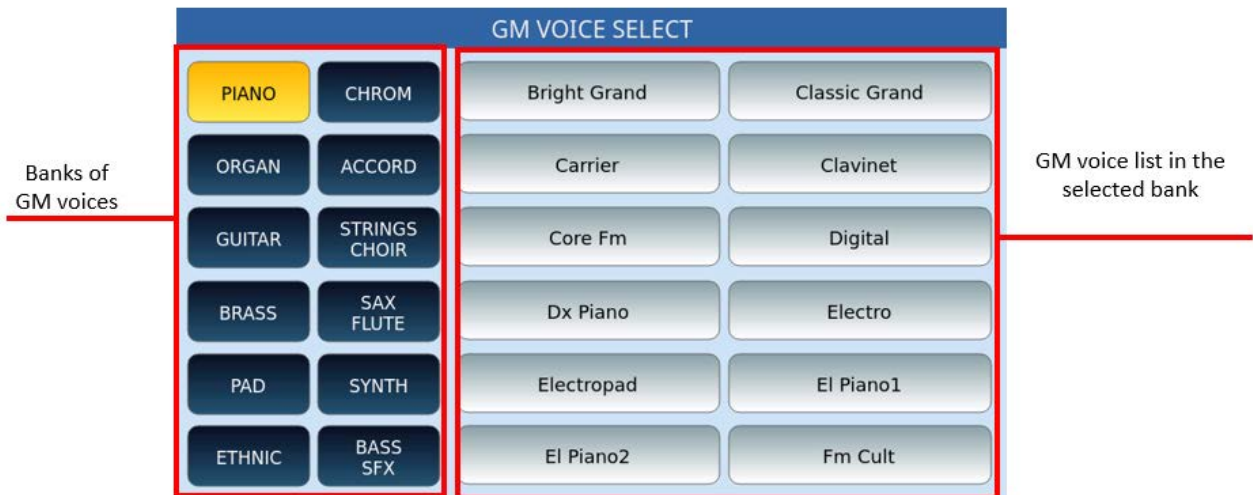 GM VOICE SELECT
Banks of
GM voices
PIANO
CHROM
ORGAN
ACCORD
GUITAR
STRINGS
CHOIR
BRASS
SAX
FLUTE
PAD
SYNTH
ETHNIC
BASS
SFX
Bright Grand
Classic Grand
Carrier
Clavinet
Core Fm
Digital
Dx Piano
Electro
Electropad
El Piano1
El Piano2
Fm Cult
GM voice list in the
selected bank